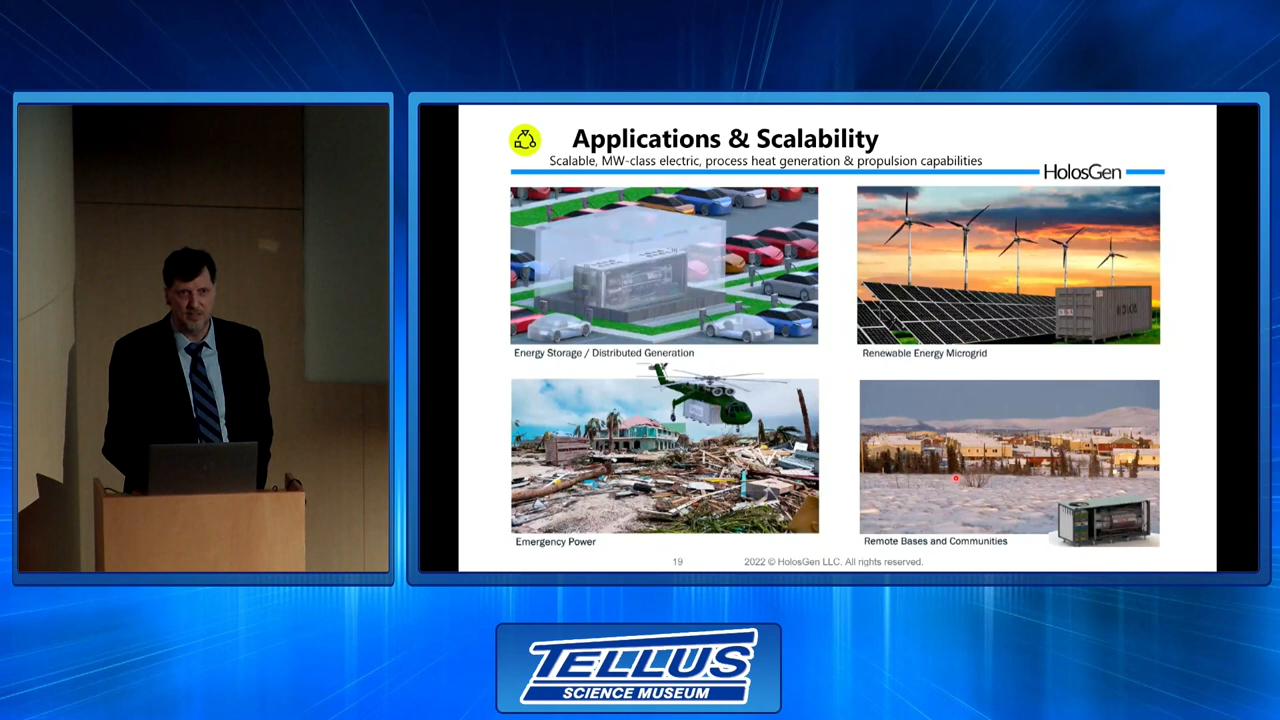 Applications & Scalability
Scalable, MW-class electric, process heat generation & propulsion capabilities
HolosGen
Energy Storage / Distributed Generation
Renewable Energy Microgrid
Emergency Power
Remote Bases and Communities
19
2022 © HolosGen LLC. All rights reserved.
TELLUS
SCIENCE MUSEUM